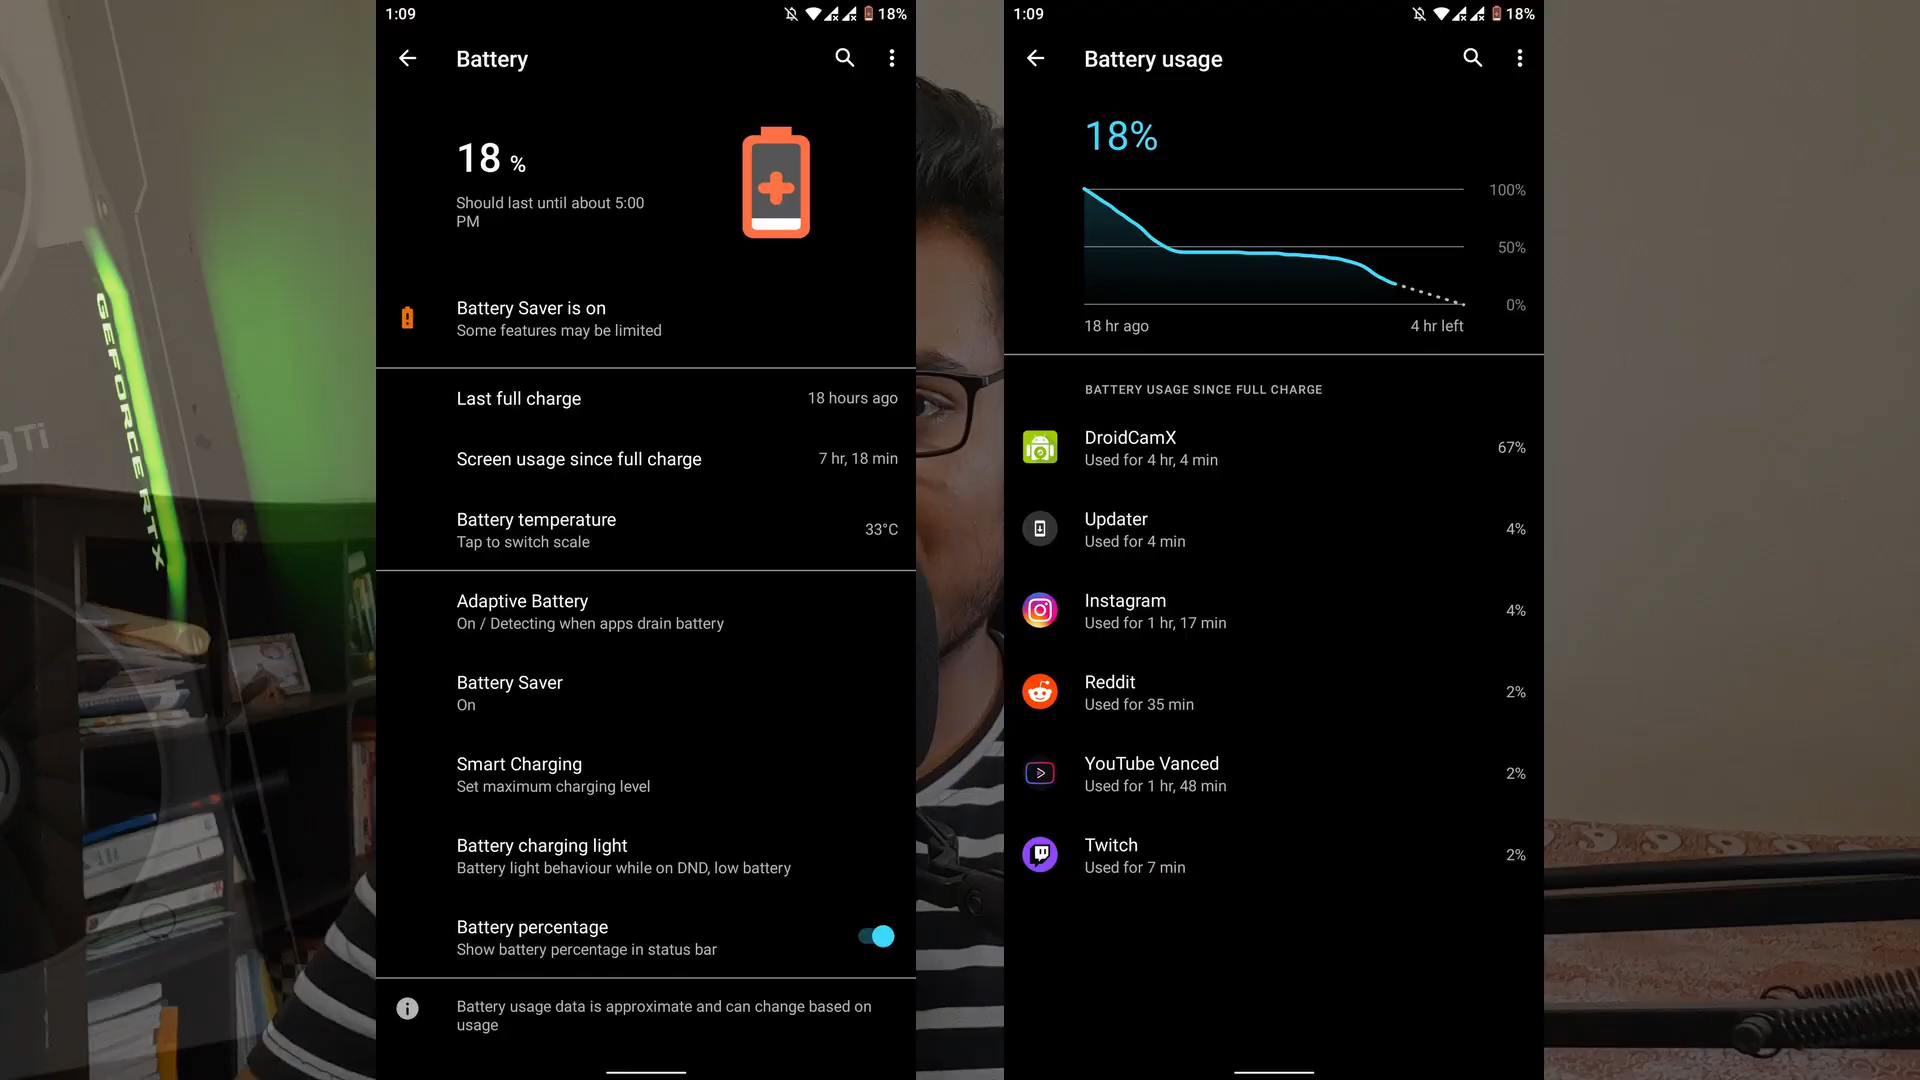 GEFORCE RTX
Ti
1:09
18%
Battery
18 %
Should last until about 5:00
PM
Battery Saver is on
Some features may be limited
Last full charge
18 hours ago
Screen usage since full charge
7 hr, 18 min
Battery temperature
Tap to switch scale
33°C
Adaptive Battery
On / Detecting when apps drain battery
Battery Saver
On
Smart Charging
Set maximum charging level
Battery charging light
Battery light behaviour while on DND, low battery
Battery percentage
Show battery percentage in status bar
Battery usage data is approximate and can change based on
usage
1:09
18%
Battery usage
18%
100%
50%
0%
18 hr ago
4 hr left
BATTERY USAGE SINCE FULL CHARGE
DroidCamX
Used for 4 hr, 4 min
67%
Updater
Used for 4 min
4%
Instagram
Used for 1 hr, 17 min
4%
Reddit
Used for 35 min
2%
YouTube Vanced
Used for 1 hr, 48 min
2%
Twitch
Used for 7 min
2%